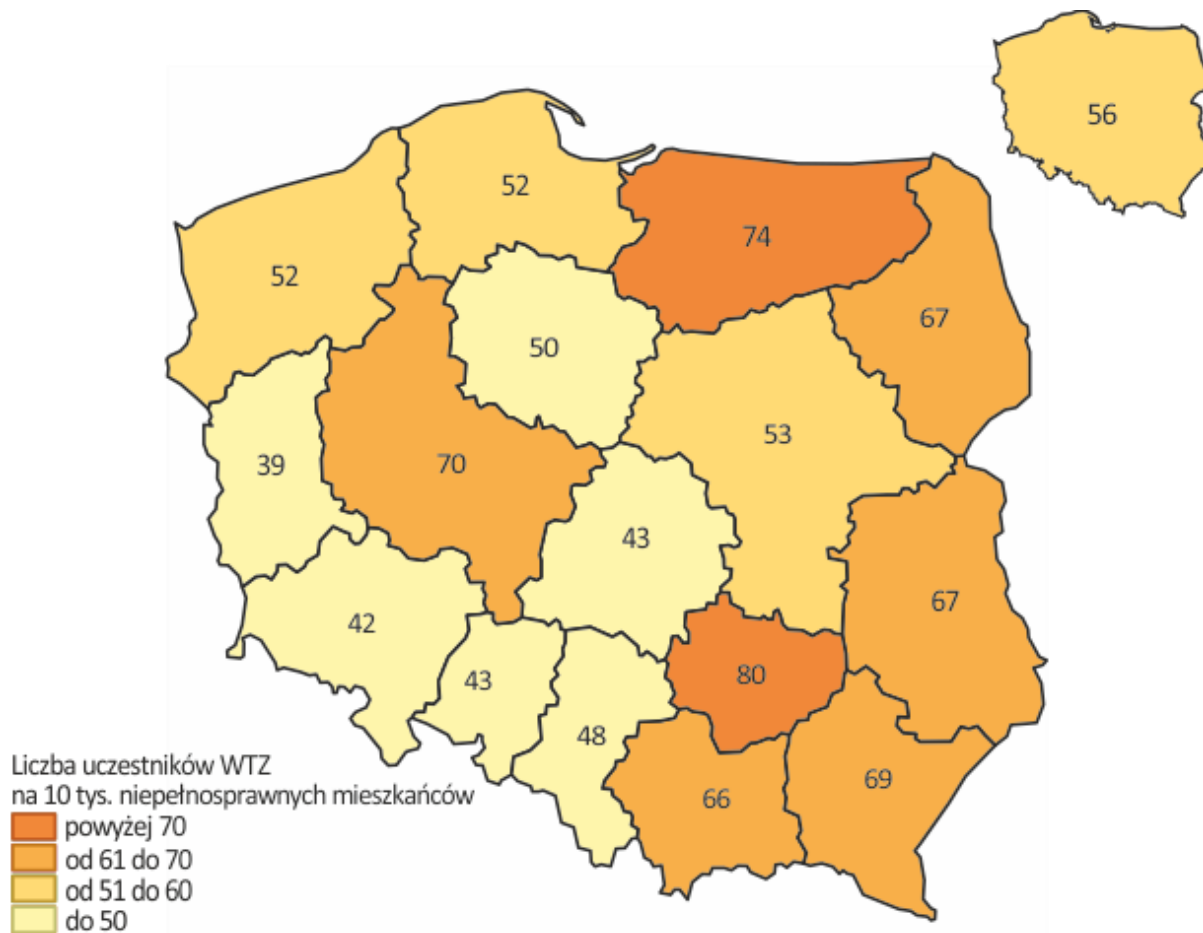 56
52
74
52
67
50
53
39
70
43
67
42
80
43
48
69
66
Liczba uczestników WTZ
na 10 tys. niepełnosprawnych mieszkańców
powyżej 70
od 61 do 70
od 51 do 60
do 50